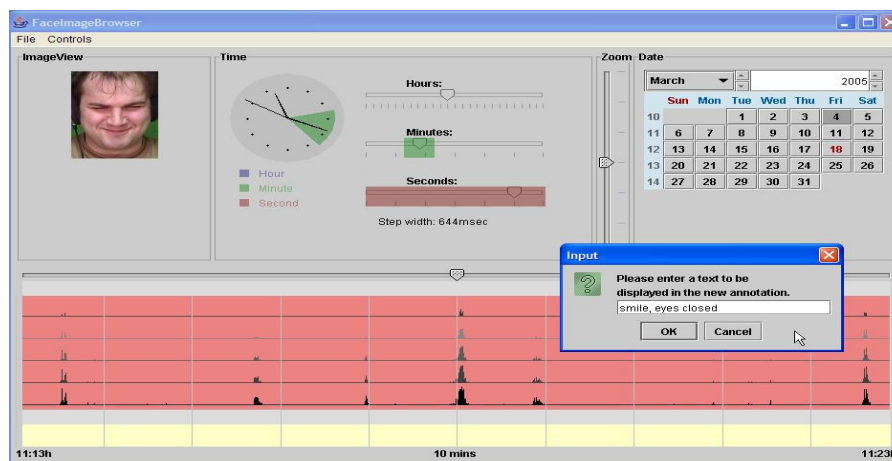 FaceImageBrowser
File Controls
ImageView
Time
Hours:
Minutes:
Seconds:
Hour
Minute
Second
Step width: 644msec
Zoom
Date
March 2005
Sun Mon Tue Wed Thu Fri Sat
10 1 2 3 4 5
11 6 7 8 9 10 11 12
12 13 14 15 16 17 18 19
13 20 21 22 23 24 25 26
14 27 28 29 30 31
Input
Please enter a text to be
displayed in the new annotation.
smile, eyes closed
OK Cancel
11:13h 10 mins 11:23